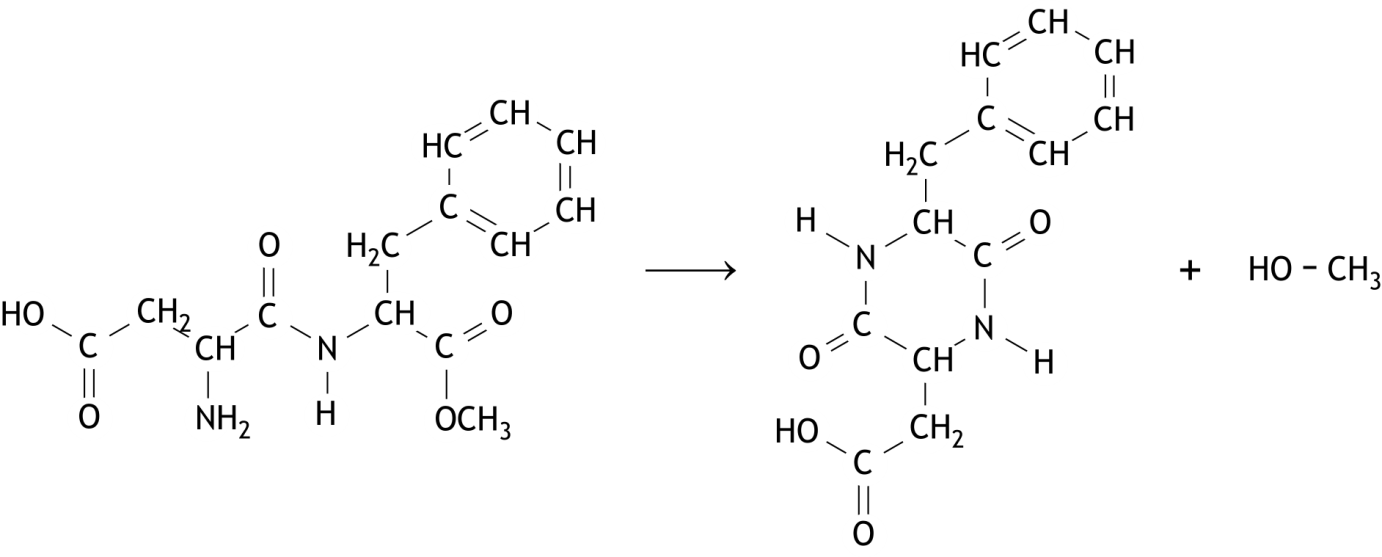 CH
HC CH
C CH
CH
H₂C
CH
HO CH₂ C O
C CH N C O
O NH₂ H OCH₃
O
CH
HC CH
C CH
CH
H₂C
H CH O
N C
C N
O CH H
HO CH₂
C
O
+ HO – CH₃